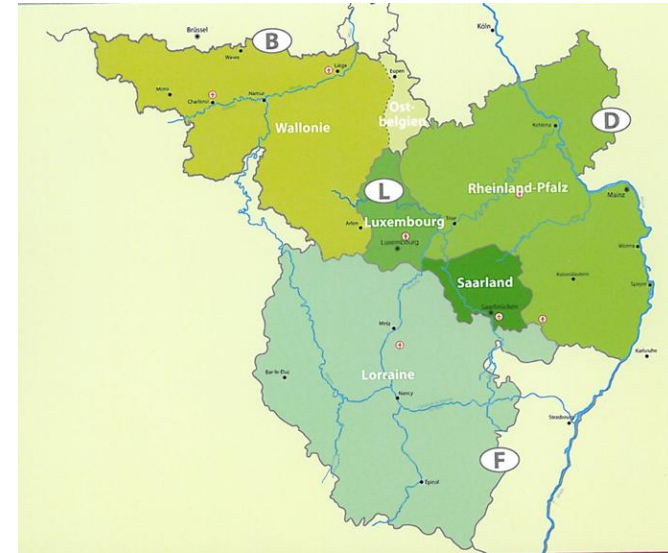 Brüssel
B
Wavre
Liège
Mons
Charleroi
Namur
Wallonie
Eupen
Ost-
belgien
Köln
D
Koblenz
Rheinland-Pfalz
Mainz
L
Luxembourg
Luxembourg
Arlon
Trier
Worms
Saarland
Saarbrücken
Kaiserslautern
Speyer
Karlsruhe
Metz
Lorraine
Bar-le-Duc
Nancy
Strasbourg
F
Epinal